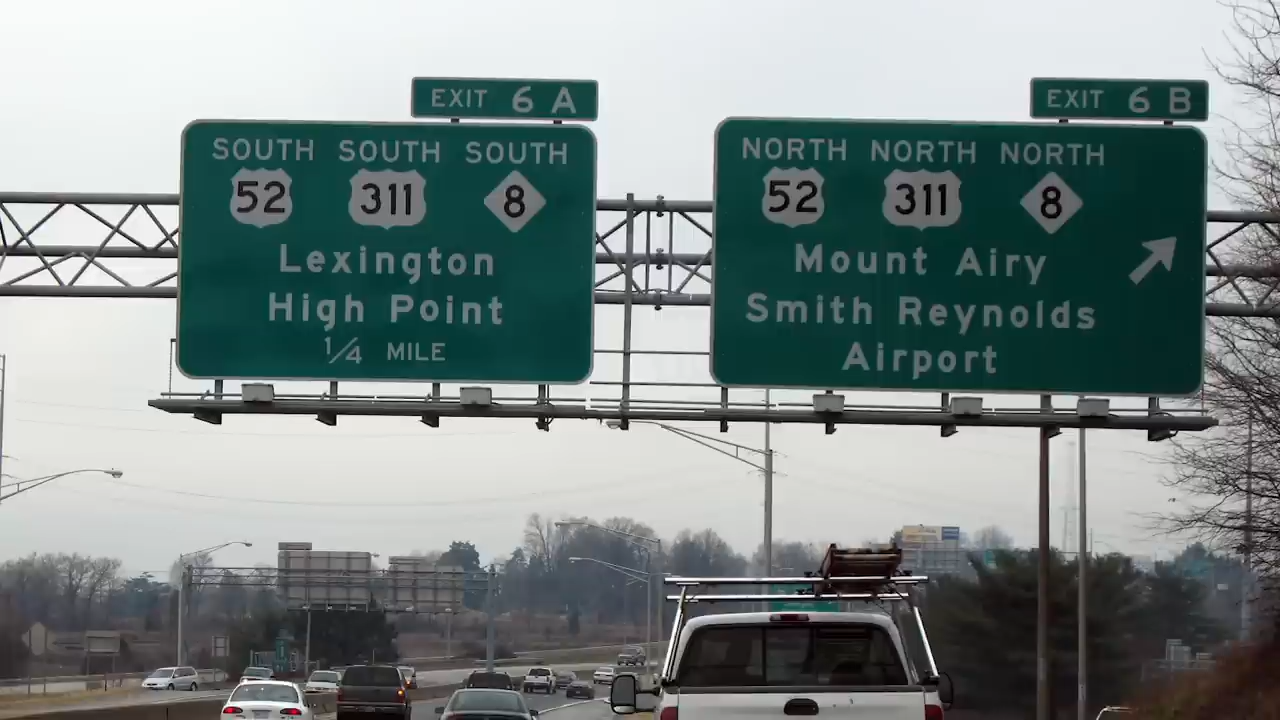 EXIT 6 A
SOUTH SOUTH SOUTH
52 311 8
Lexington
High Point
1/4 MILE
EXIT 6 B
NORTH NORTH NORTH
52 311 8
Mount Airy
Smith Reynolds
Airport